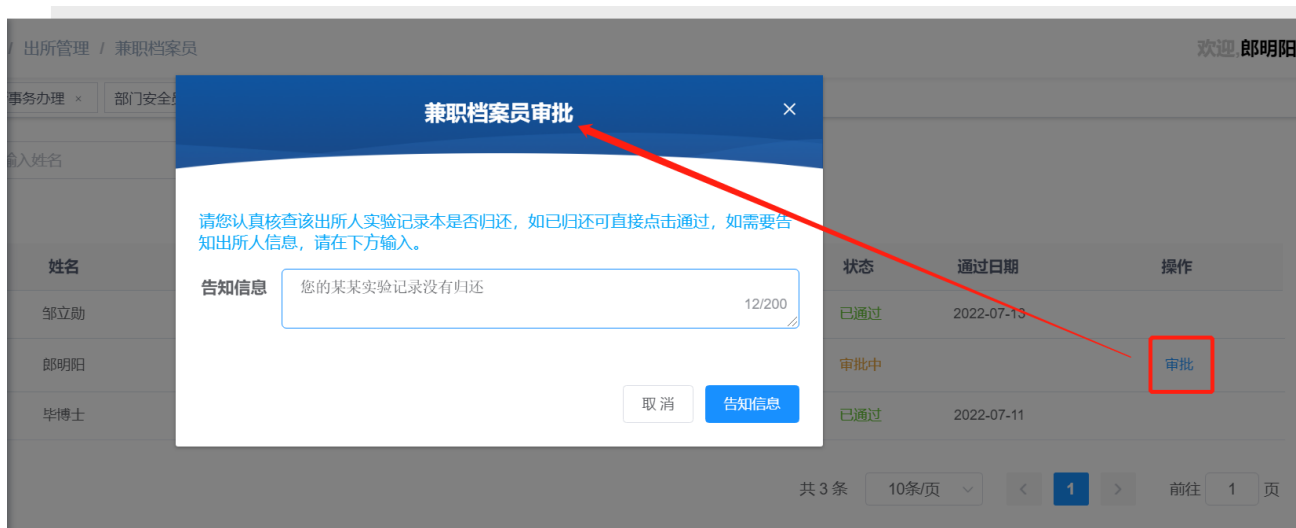 / 出所管理 / 兼职档案员
欢迎,郎明阳
事务办理 ×
部门安全员
兼职档案员审批
输入姓名
请您认真核查该出所人实验记录本是否归还，如已归还可直接点击通过，如需要告
知出所人信息，请在下方输入。
姓名 状态 通过日期 操作
告知信息 您的某某实验记录没有归还
12/200
邹立勋 已通过 2022-07-13
郎明阳 审批中 审批
取消 告知信息
毕博士 已通过 2022-07-11
共 3 条 10条/页 < 1 > 前往 1 页